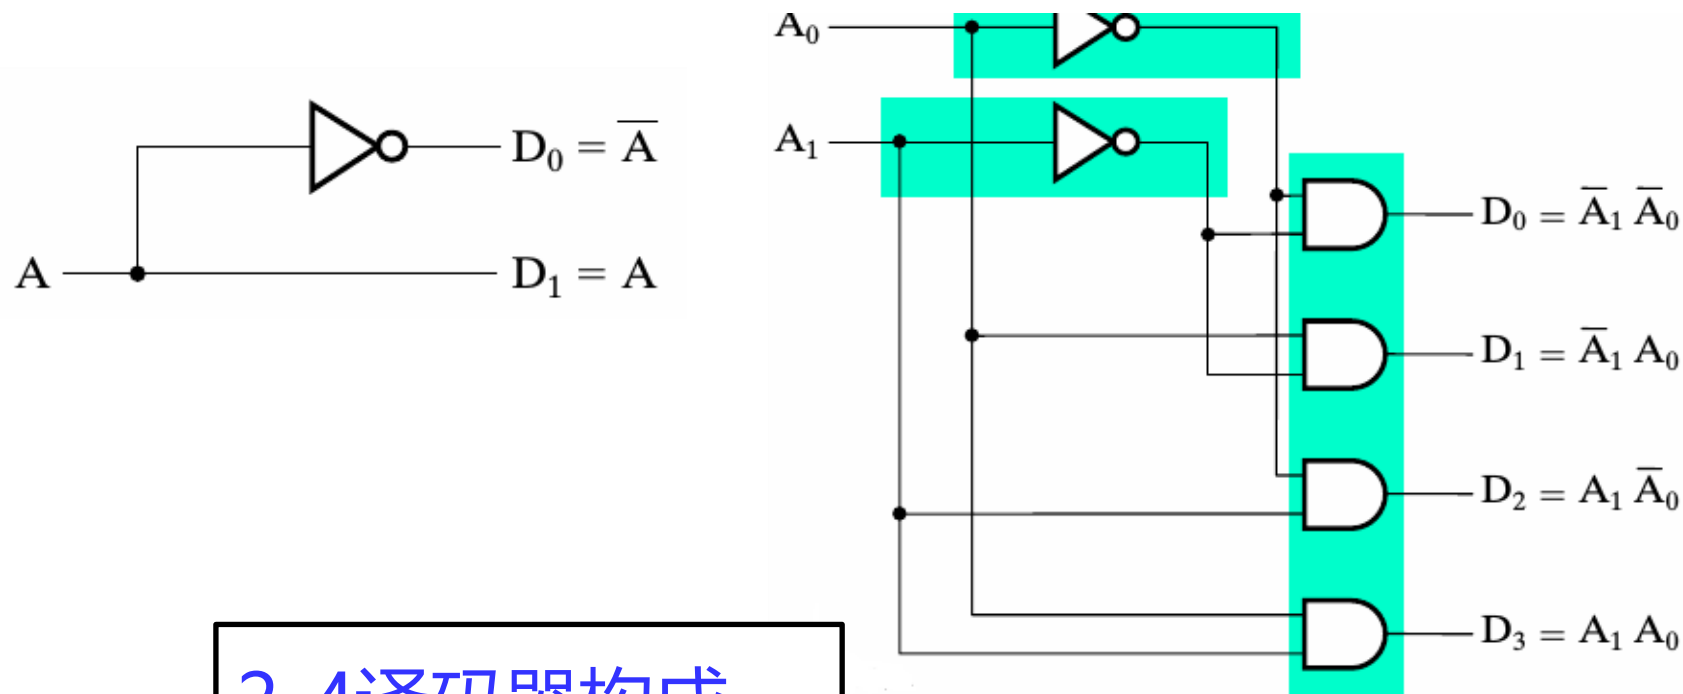 D₀ = A̅
A
D₁ = A
A₀
A₁
D₀ = A̅₁ A̅₀
D₁ = A̅₁ A₀
D₂ = A₁ A̅₀
D₃ = A₁ A₀
2-4译码器构成